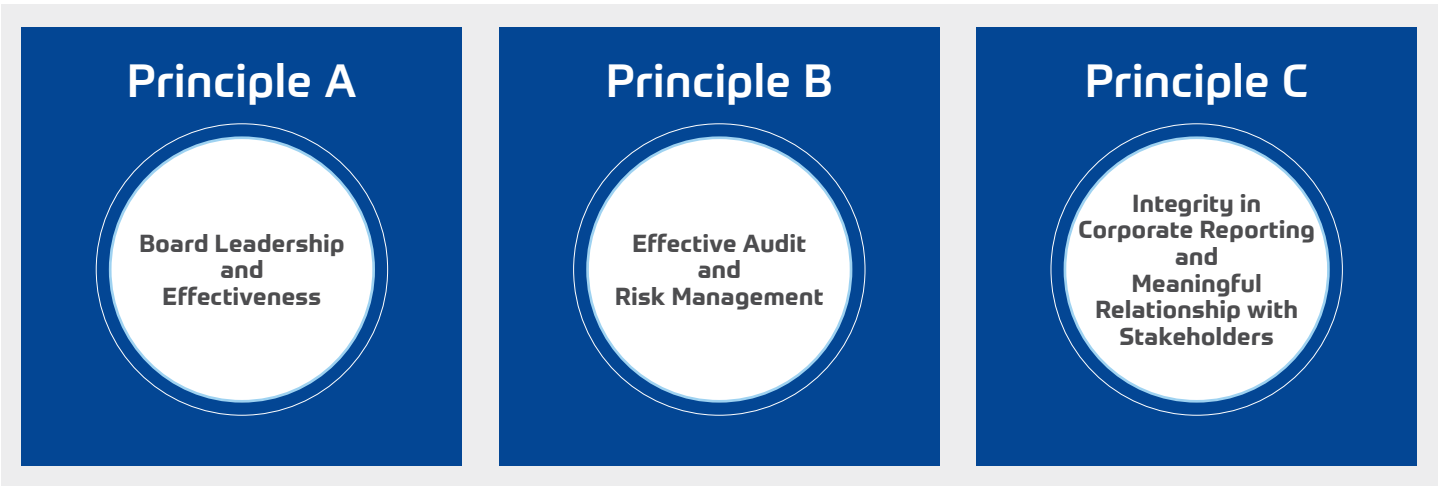 Principle A
Board Leadership
and
Effectiveness
Principle B
Effective Audit
and
Risk Management
Principle C
Integrity in
Corporate Reporting
and
Meaningful
Relationship with
Stakeholders